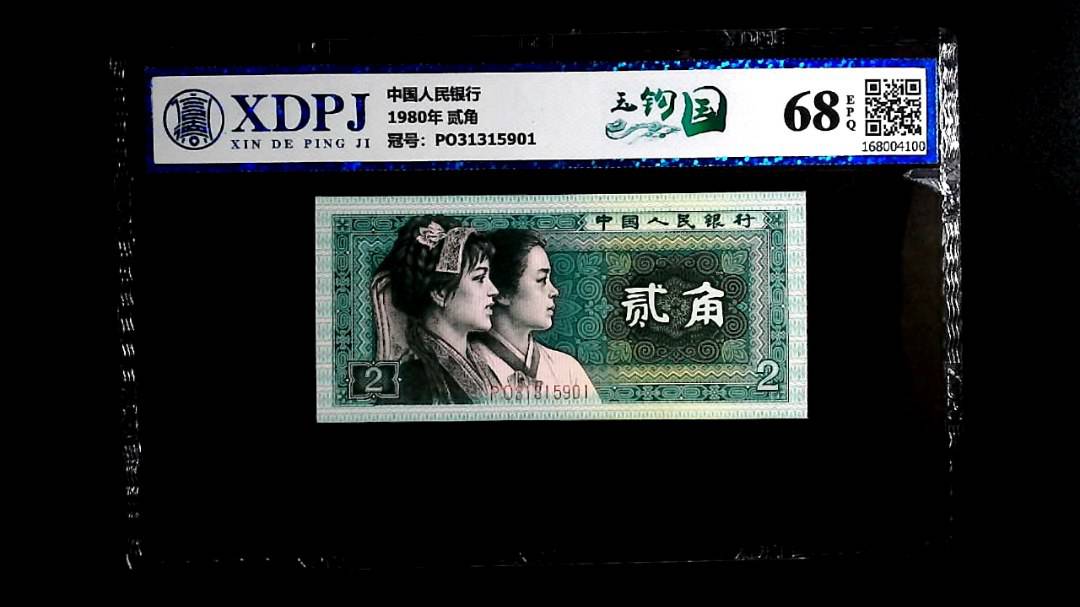 XDPJ
XIN DE PING JI
中国人民银行
1980年 贰角
冠号：PO31315901
玉钩国
68 EPQ
168004100
中国人民银行
贰角
2
2
PO31315901